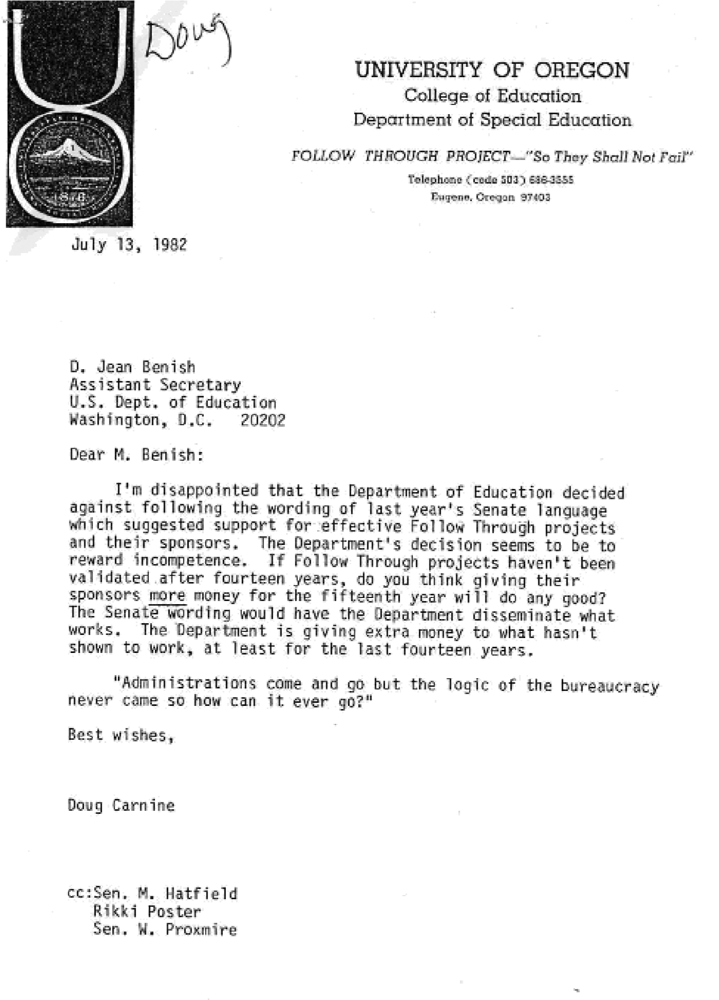 Doug
UNIVERSITY OF OREGON
College of Education
Department of Special Education
FOLLOW THROUGH PROJECT—"So They Shall Not Fail"
Telephone (code 503) 686-3555
Eugene, Oregon 97403
July 13, 1982
D. Jean Benish
Assistant Secretary
U.S. Dept. of Education
Washington, D.C. 20202
Dear M. Benish:
I'm disappointed that the Department of Education decided
against following the wording of last year's Senate language
which suggested support for effective Follow Through projects
and their sponsors. The Department's decision seems to be to
reward incompetence. If Follow Through projects haven't been
validated after fourteen years, do you think giving their
sponsors more money for the fifteenth year will do any good?
The Senate wording would have the Department disseminate what
works. The Department is giving extra money to what hasn't
shown to work, at least for the last fourteen years.
"Administrations come and go but the logic of the bureaucracy
never came so how can it ever go?"
Best wishes,
Doug Carnine
cc:Sen. M. Hatfield
Rikki Poster
Sen. W. Proxmire